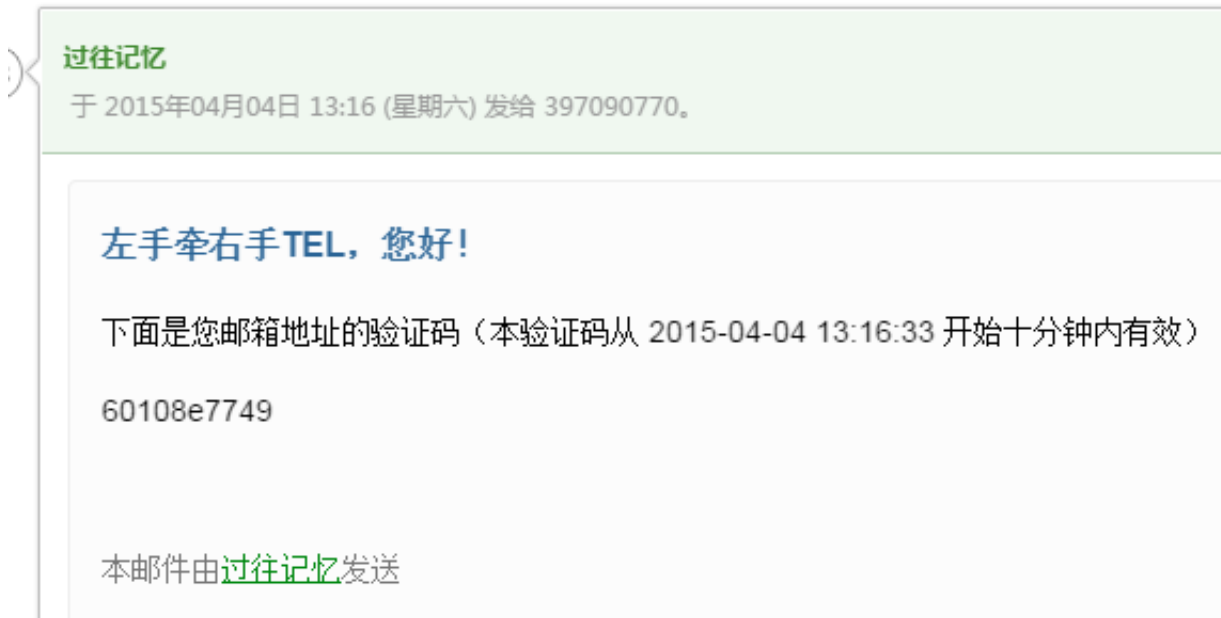 过往记忆
于 2015年04月04日 13:16 (星期六) 发给 397090770。
左手牵右手TEL，您好！
下面是您邮箱地址的验证码（本验证码从 2015-04-04 13:16:33 开始十分钟内有效）
60108e7749
本邮件由过往记忆发送